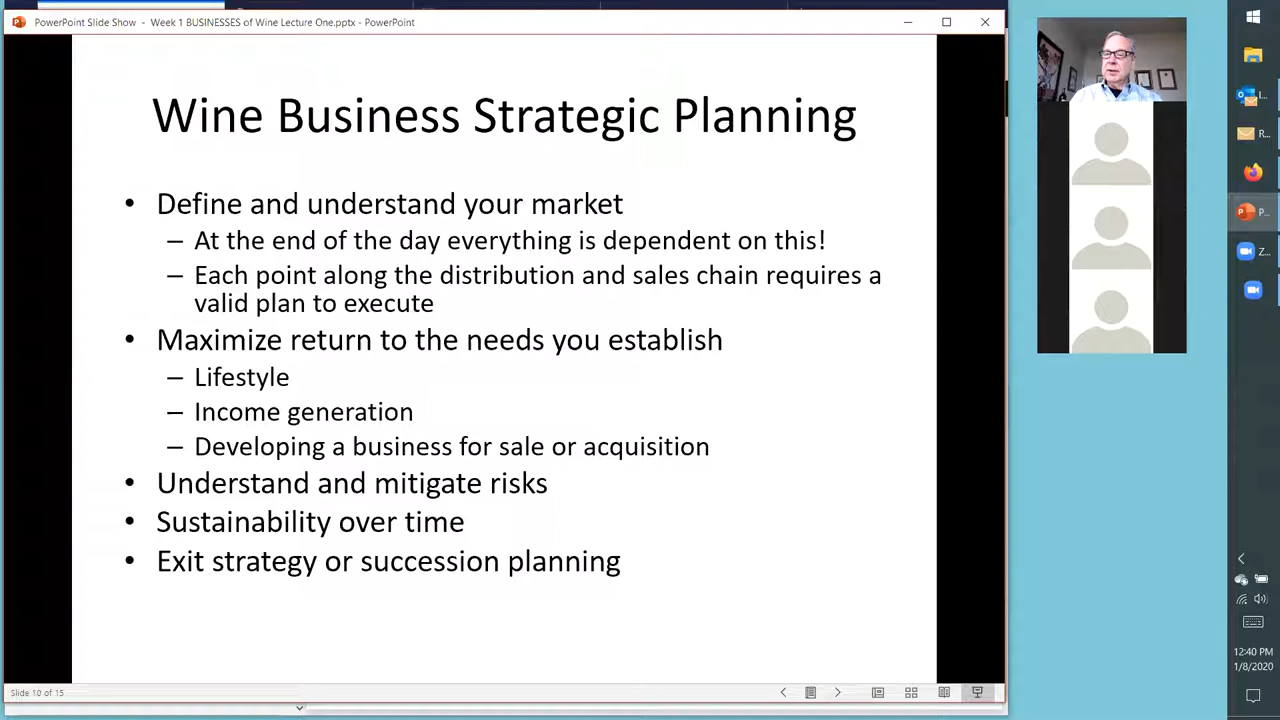 PowerPoint Slide Show - Week 1 BUSINESSES of Wine Lecture One.pptx - PowerPoint
Wine Business Strategic Planning
• Define and understand your market
– At the end of the day everything is dependent on this!
– Each point along the distribution and sales chain requires a
valid plan to execute
• Maximize return to the needs you establish
– Lifestyle
– Income generation
– Developing a business for sale or acquisition
• Understand and mitigate risks
• Sustainability over time
• Exit strategy or succession planning
Slide 10 of 15
I...
R...
P...
Z...
12:40 PM
1/8/2020